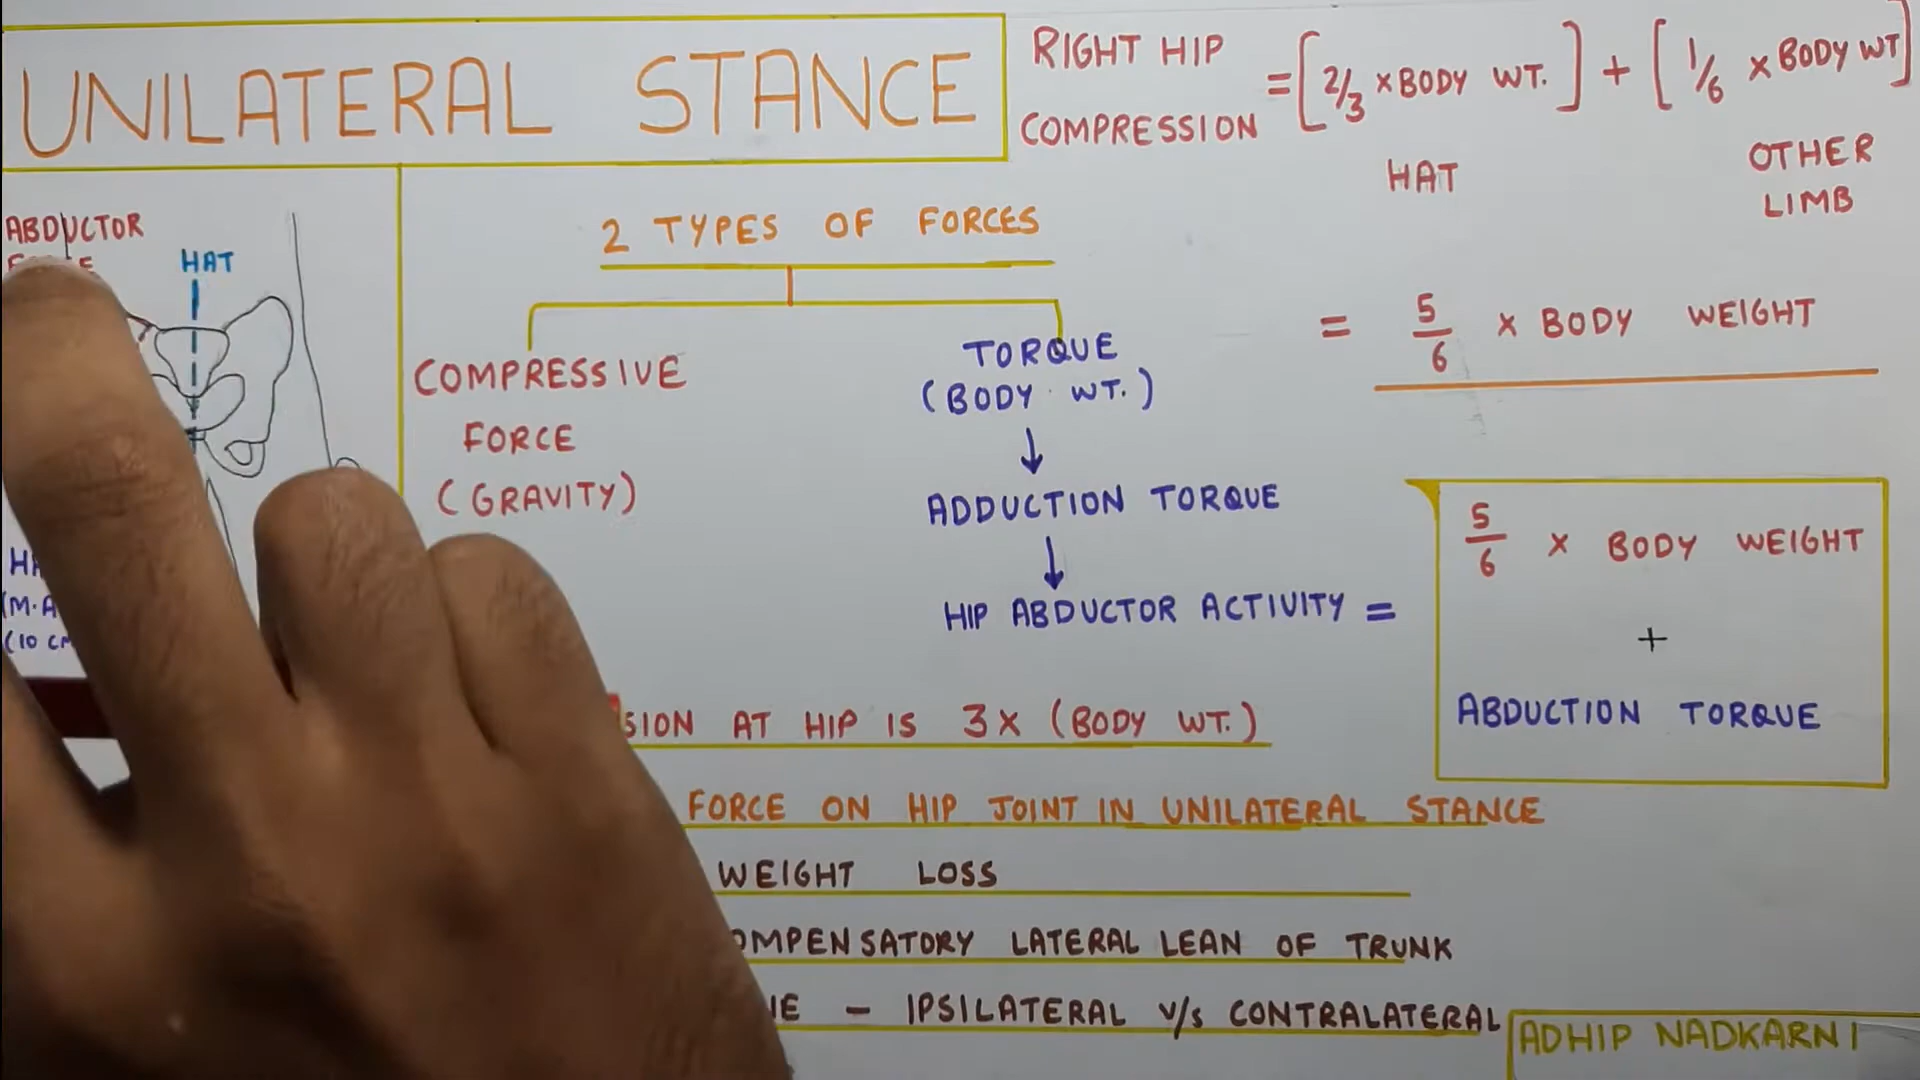 UNILATERAL STANCE
RIGHT HIP
COMPRESSION
= [2/3 × BODY WT.] + [1/6 × BODY WT]
HAT
OTHER
LIMB
= 5/6 × BODY WEIGHT
ABDUCTOR
HAT
(10 CM
2 TYPES OF FORCES
COMPRESSIVE
FORCE
(GRAVITY)
TORQUE
(BODY WT.)
↓
ADDUCTION TORQUE
↓
HIP ABDUCTOR ACTIVITY =
5/6 × BODY WEIGHT
+
ABDUCTION TORQUE
SION AT HIP IS 3X (BODY WT.)
FORCE ON HIP JOINT IN UNILATERAL STANCE
WEIGHT LOSS
OMPENSATORY LATERAL LEAN OF TRUNK
NE - IPSILATERAL V/S CONTRALATERAL
ADHIP NADKARNI